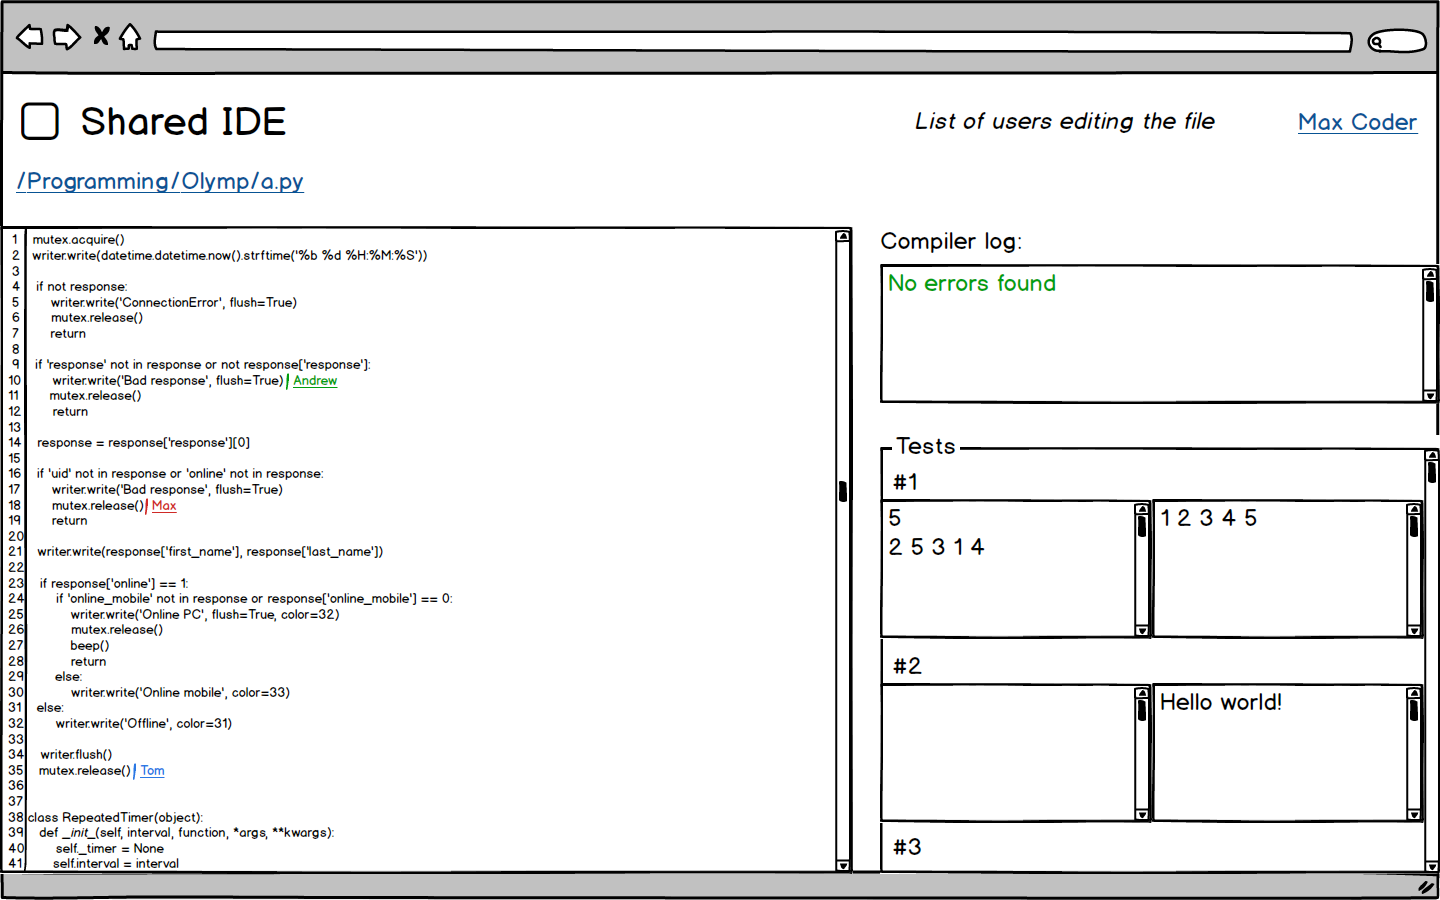 Shared IDE
List of users editing the file
Max Coder
/Programming/Olymp/a.py
1 mutex.acquire()
2 writer.write(datetime.datetime.now().strftime('%b %d %H:%M:%S'))
3
4 if not response:
5 writer.write('ConnectionError', flush=True)
6 mutex.release()
7 return
8
9 if 'response' not in response or not response['response']:
10 writer.write('Bad response', flush=True) Andrew
11 mutex.release()
12 return
13
14 response = response['response'][0]
15
16 if 'uid' not in response or 'online' not in response:
17 writer.write('Bad response', flush=True)
18 mutex.release() Max
19 return
20
21 writer.write(response['first_name'], response['last_name'])
22
23 if response['online'] == 1:
24 if 'online_mobile' not in response or response['online_mobile'] == 0:
25 writer.write('Online PC', flush=True, color=32)
26 mutex.release()
27 beep()
28 return
29 else:
30 writer.write('Online mobile', color=33)
31 else:
32 writer.write('Offline', color=31)
33
34 writer.flush()
35 mutex.release() Tom
36
37
38 class RepeatedTimer(object):
39 def _init_(self, interval, function, *args, **kwargs):
40 self._timer = None
41 self.interval = interval
Compiler log:
No errors found
Tests
#1
5
2 5 3 1 4
1 2 3 4 5
#2
Hello world!
#3